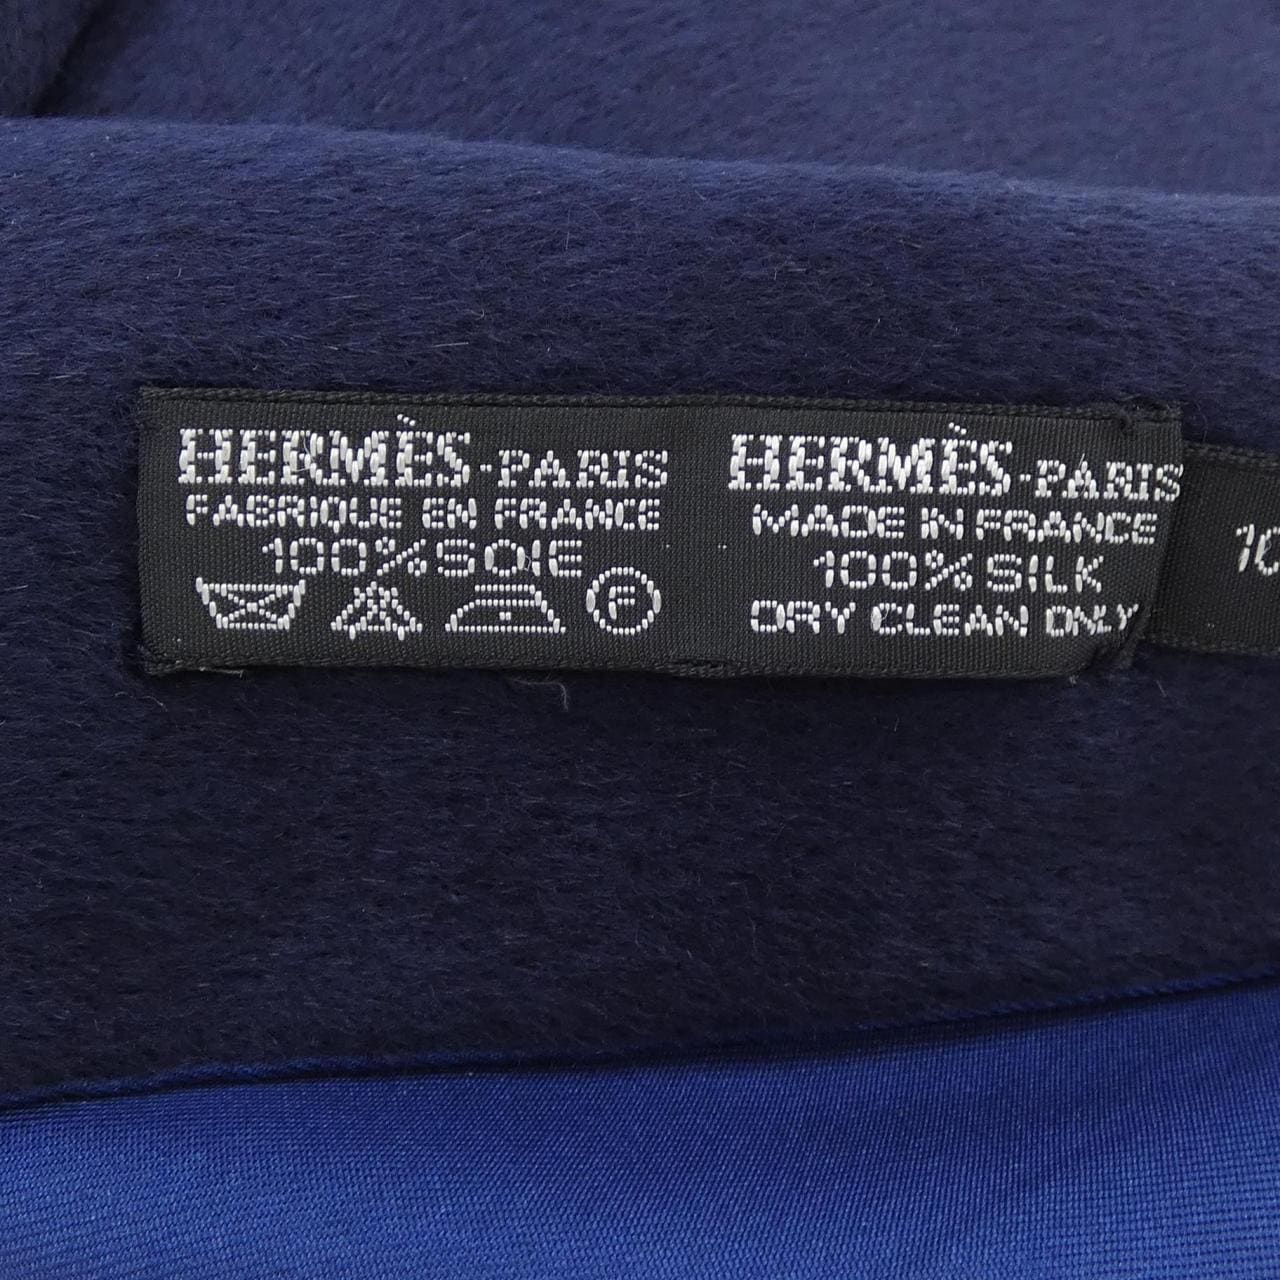 HERMÈS-PARIS
FABRIQUE EN FRANCE
100% SOIE
F
HERMÈS-PARIS
MADE IN FRANCE
100% SILK
DRY CLEAN ONLY